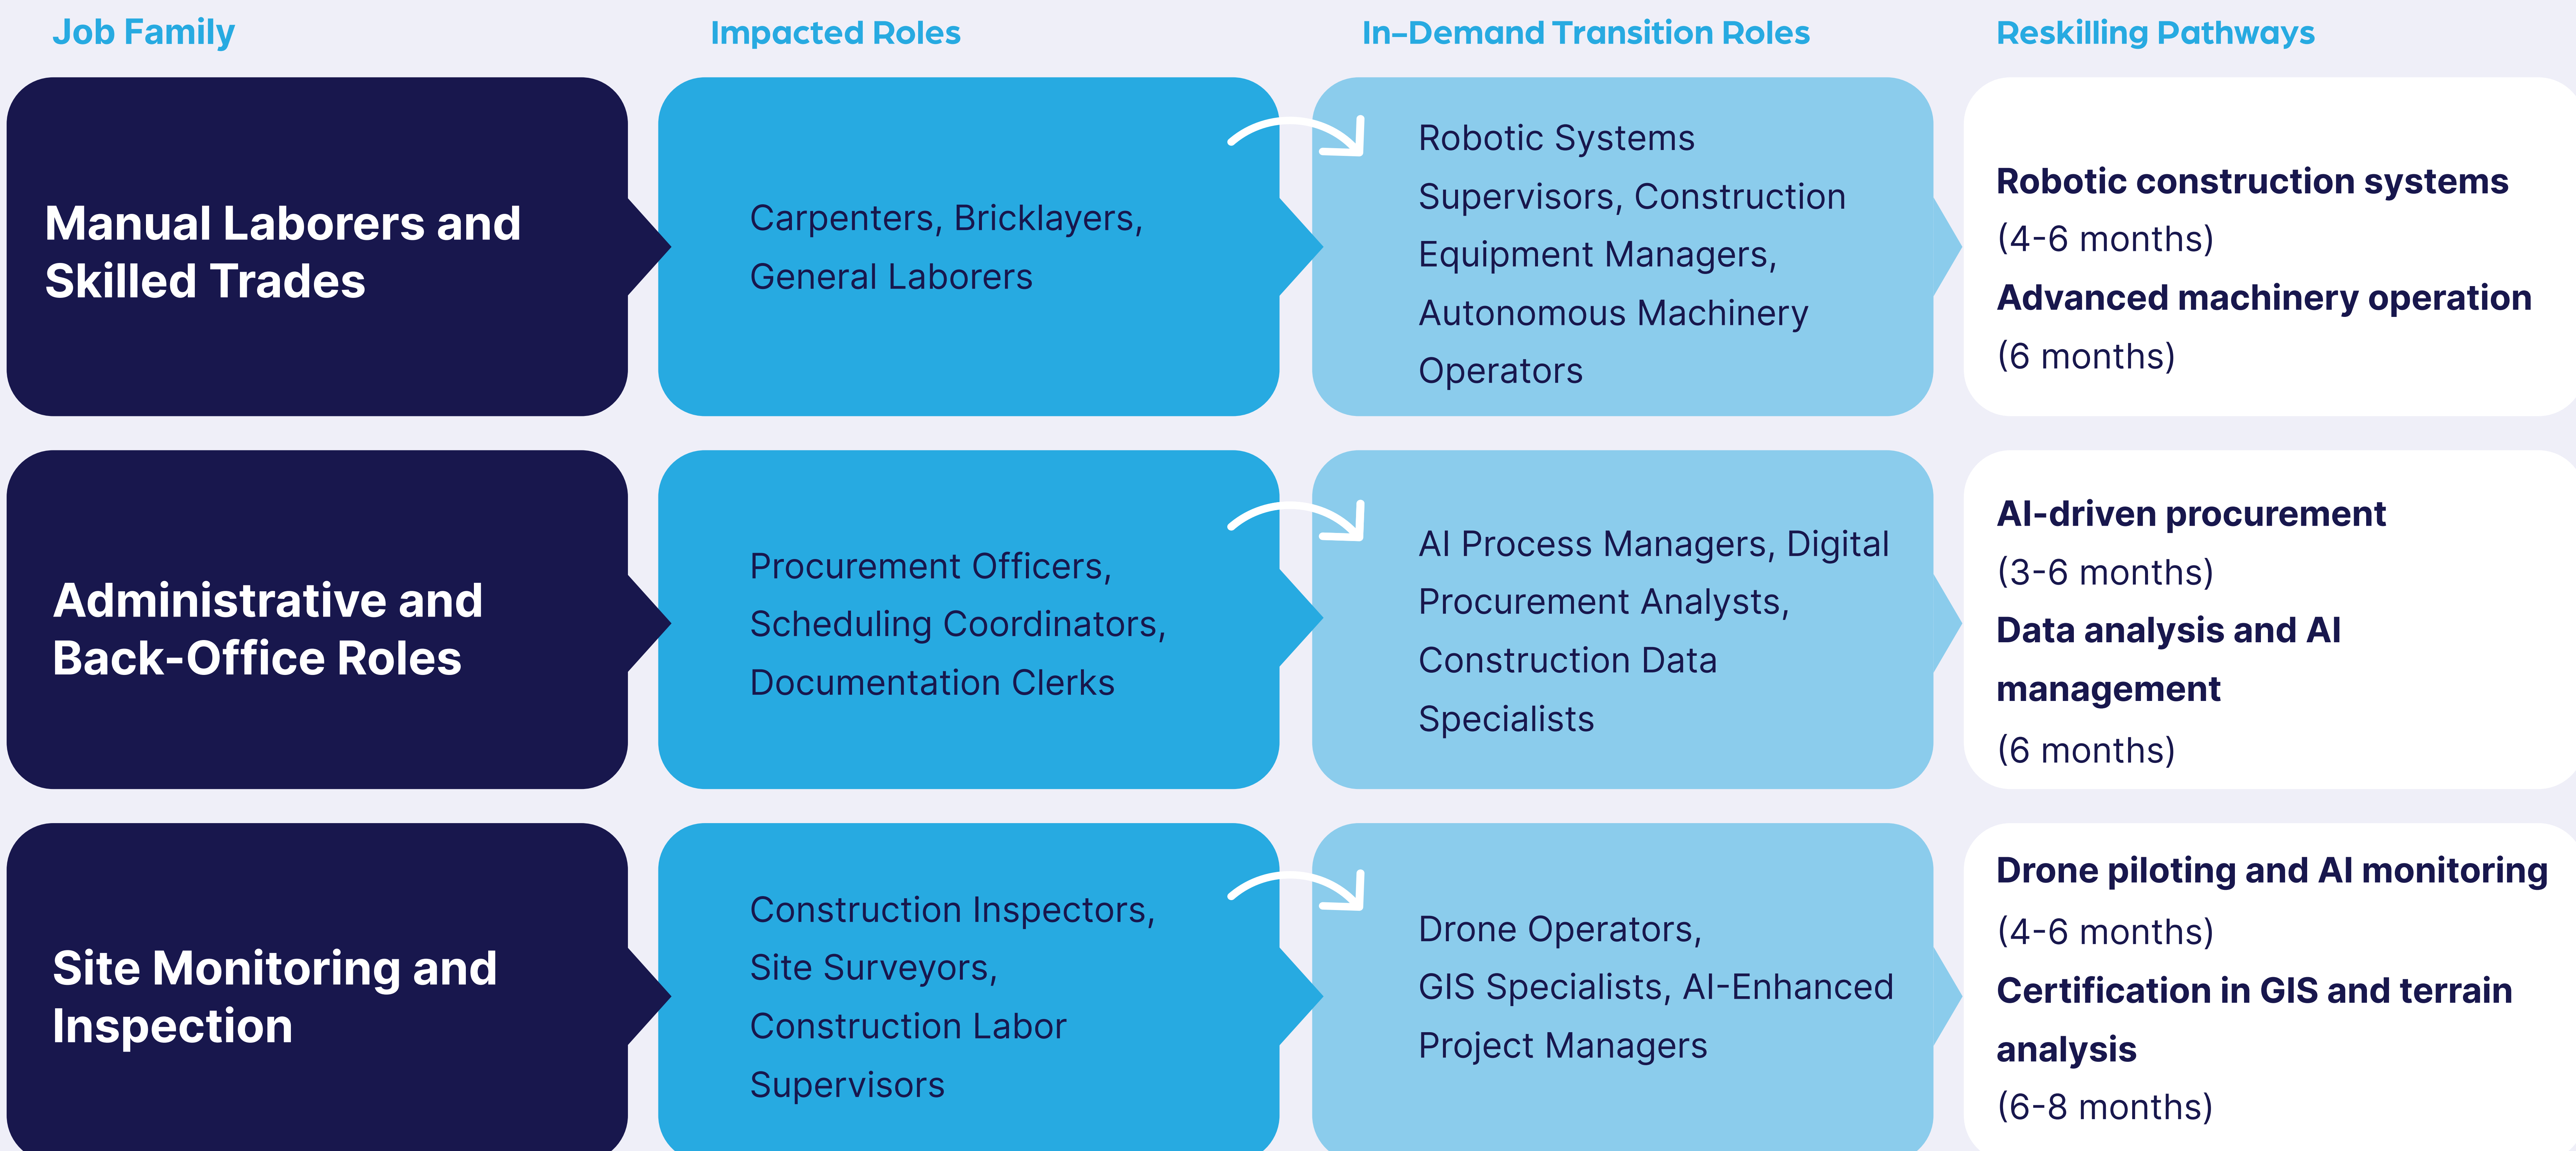 Job Family
Impacted Roles
In-Demand Transition Roles
Reskilling Pathways
Manual Laborers and
Skilled Trades
Carpenters, Bricklayers,
General Laborers
Robotic Systems
Supervisors, Construction
Equipment Managers,
Autonomous Machinery
Operators
Robotic construction systems
(4-6 months)
Advanced machinery operation
(6 months)
Administrative and
Back-Office Roles
Procurement Officers,
Scheduling Coordinators,
Documentation Clerks
AI Process Managers, Digital
Procurement Analysts,
Construction Data
Specialists
AI-driven procurement
(3-6 months)
Data analysis and AI
management
(6 months)
Site Monitoring and
Inspection
Construction Inspectors,
Site Surveyors,
Construction Labor
Supervisors
Drone Operators,
GIS Specialists, AI-Enhanced
Project Managers
Drone piloting and AI monitoring
(4-6 months)
Certification in GIS and terrain
analysis
(6-8 months)